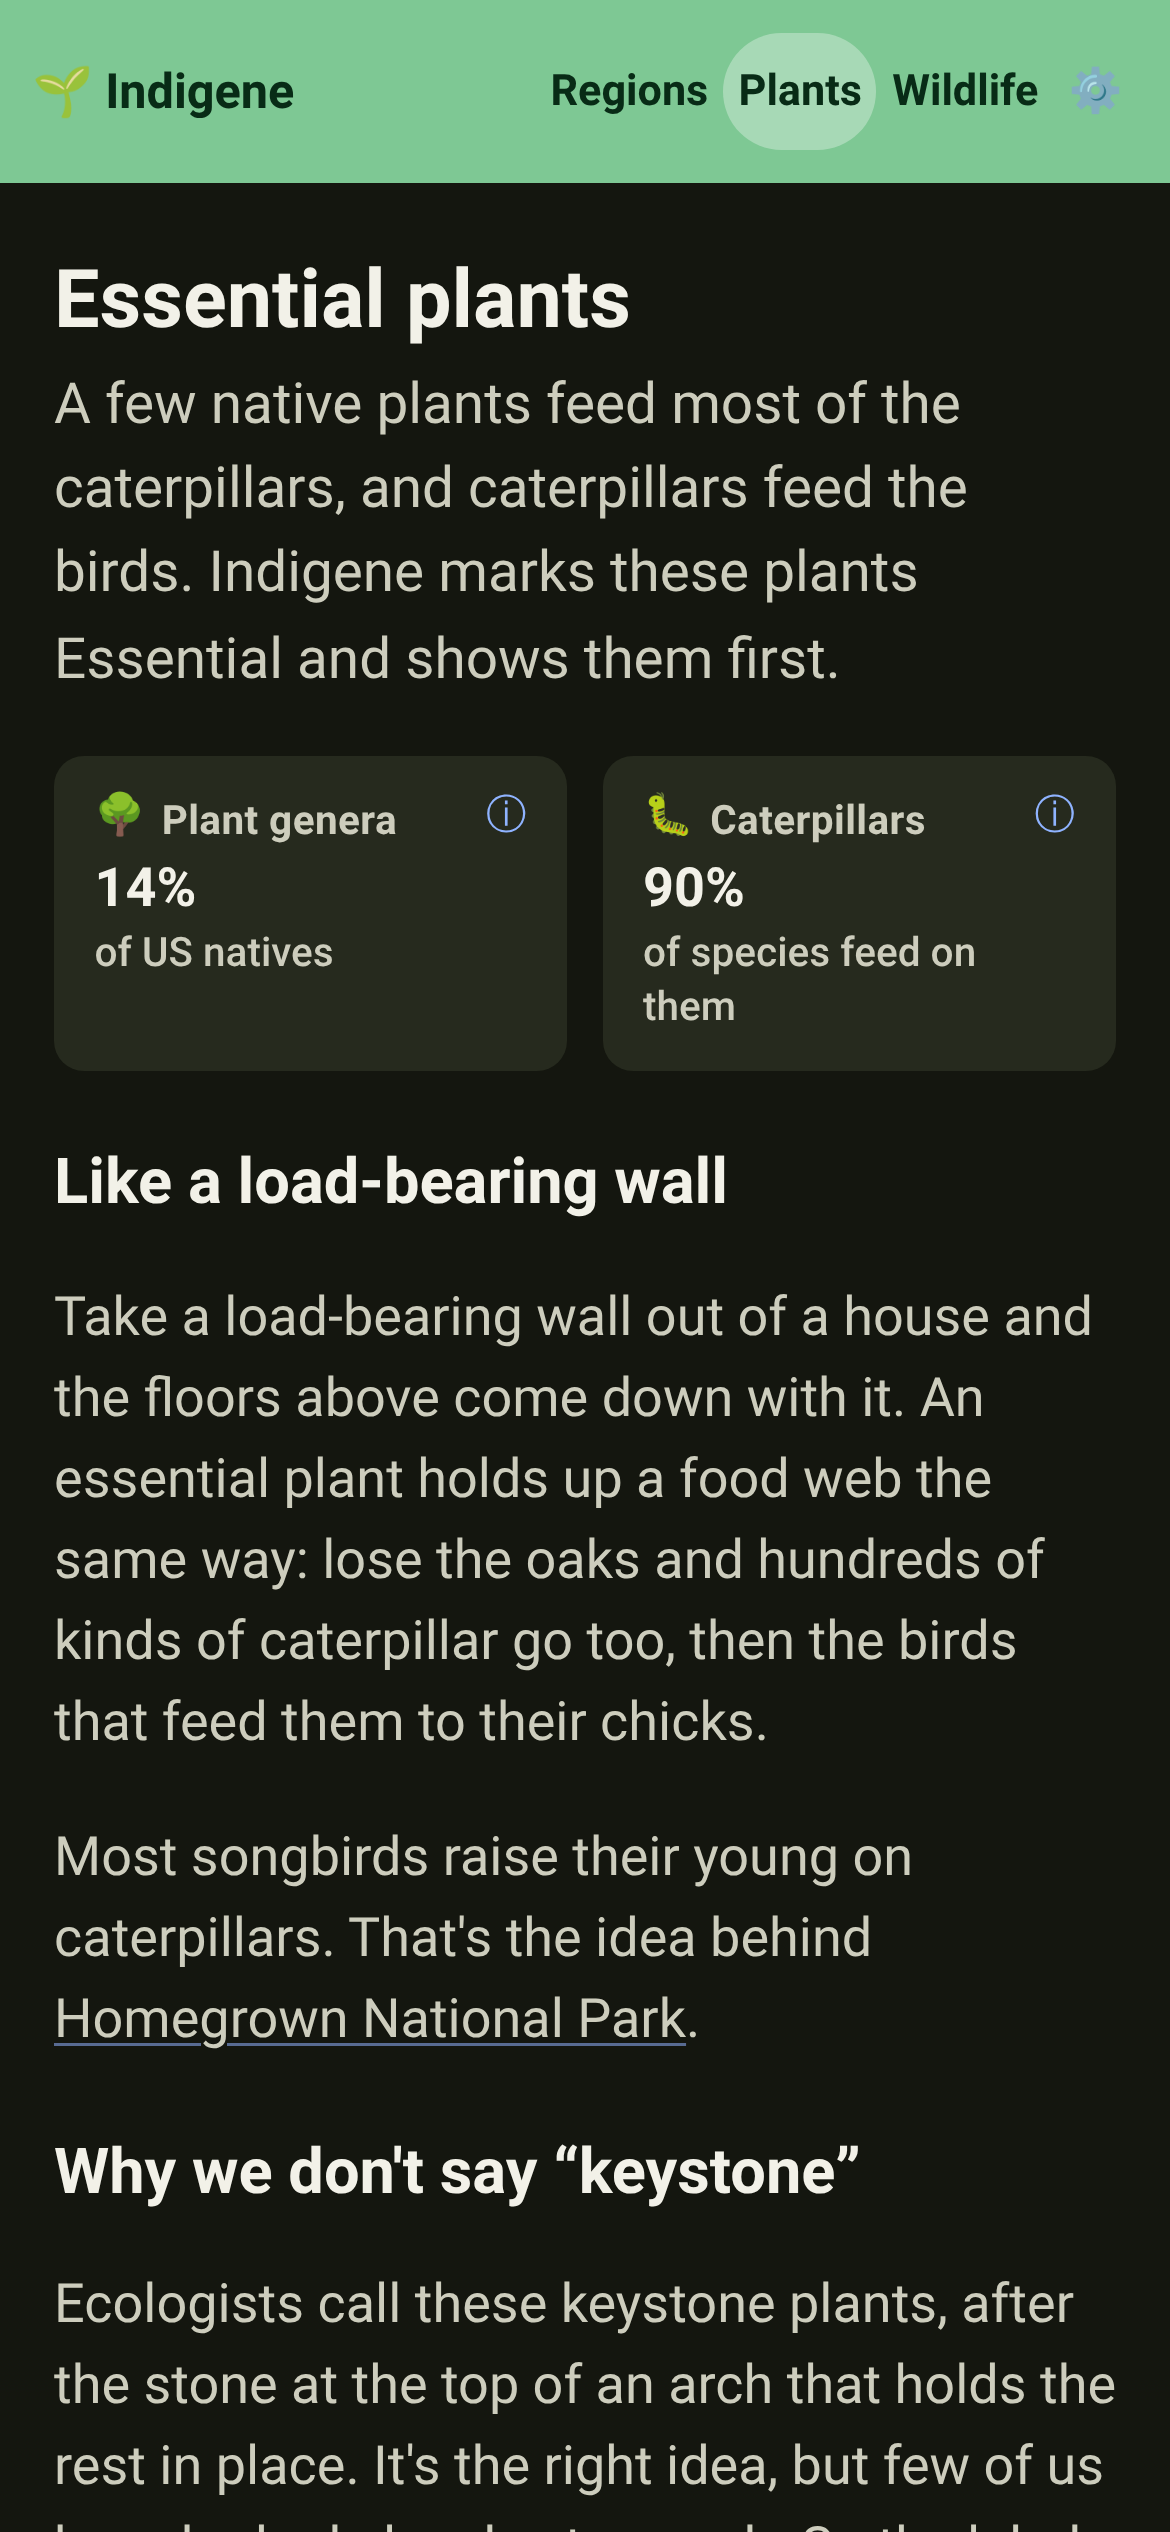 Indigene
Regions Plants Wildlife
Essential plants
A few native plants feed most of the
caterpillars, and caterpillars feed the
birds. Indigene marks these plants
Essential and shows them first.
Plant genera
14%
of US natives
Caterpillars
90%
of species feed on
them
Like a load-bearing wall
Take a load-bearing wall out of a house and
the floors above come down with it. An
essential plant holds up a food web the
same way: lose the oaks and hundreds of
kinds of caterpillar go too, then the birds
that feed them to their chicks.
Most songbirds raise their young on
caterpillars. That's the idea behind
Homegrown National Park.
Why we don't say “keystone”
Ecologists call these keystone plants, after
the stone at the top of an arch that holds the
rest in place. It's the right idea, but few of us